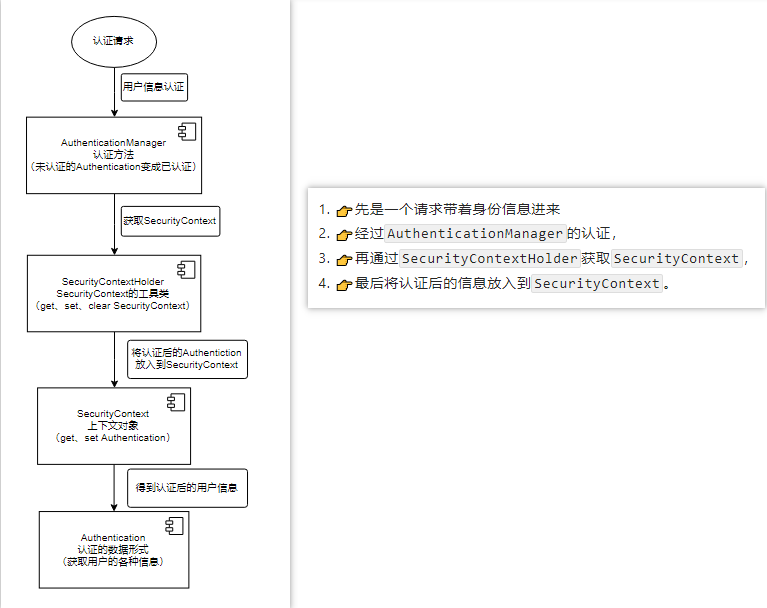 认证请求
用户信息认证
AuthenticationManager
认证方法
（未认证的Authentication变成已认证）
获取SecurityContext
SecurityContextHolder
SecurityContext的工具类
（get、set、clear SecurityContext）
将认证后的Authentiction
放入到SecurityContext
SecurityContext
上下文对象
（get、set Authentication）
得到认证后的用户信息
Authentication
认证的数据形式
（获取用户的各种信息）
1. 👉先是一个请求带着身份信息进来
2. 👉经过AuthenticationManager的认证，
3. 👉再通过SecurityContextHolder获取SecurityContext，
4. 👉最后将认证后的信息放入到SecurityContext。